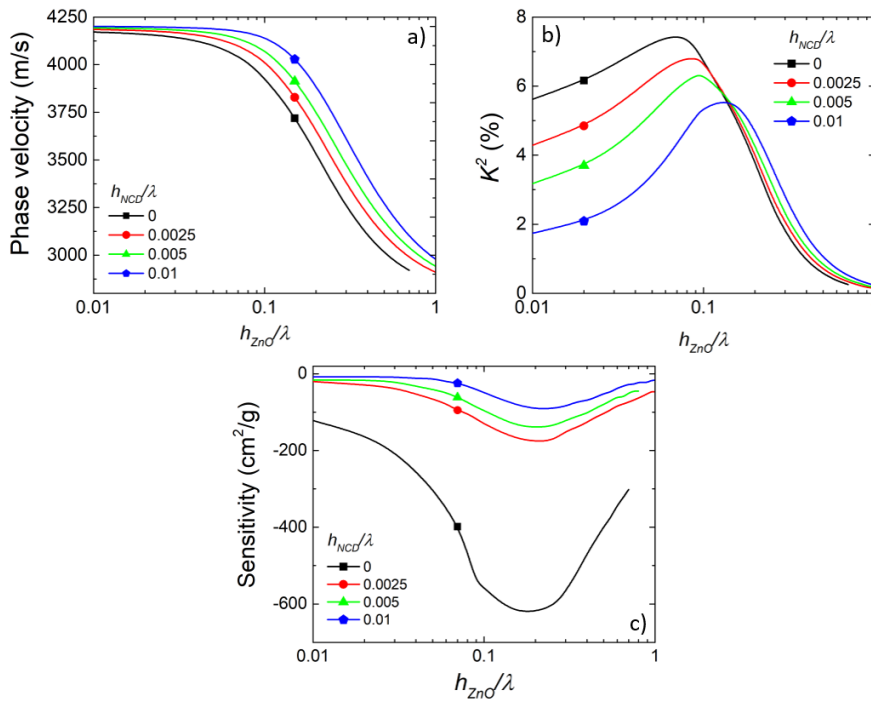 a)
4250
4000
3750
3500
3250
3000
Phase velocity (m/s)
h_NCD/λ
0
0.0025
0.005
0.01
0.01
0.1
1
h_ZnO/λ
b)
8
6
4
2
0
K² (%)
h_NCD/λ
0
0.0025
0.005
0.01
0.01
0.1
h_ZnO/λ
0
-200
-400
-600
Sensitivity (cm²/g)
h_NCD/λ
0
0.0025
0.005
0.01
c)
0.01
0.1
1
h_ZnO/λ